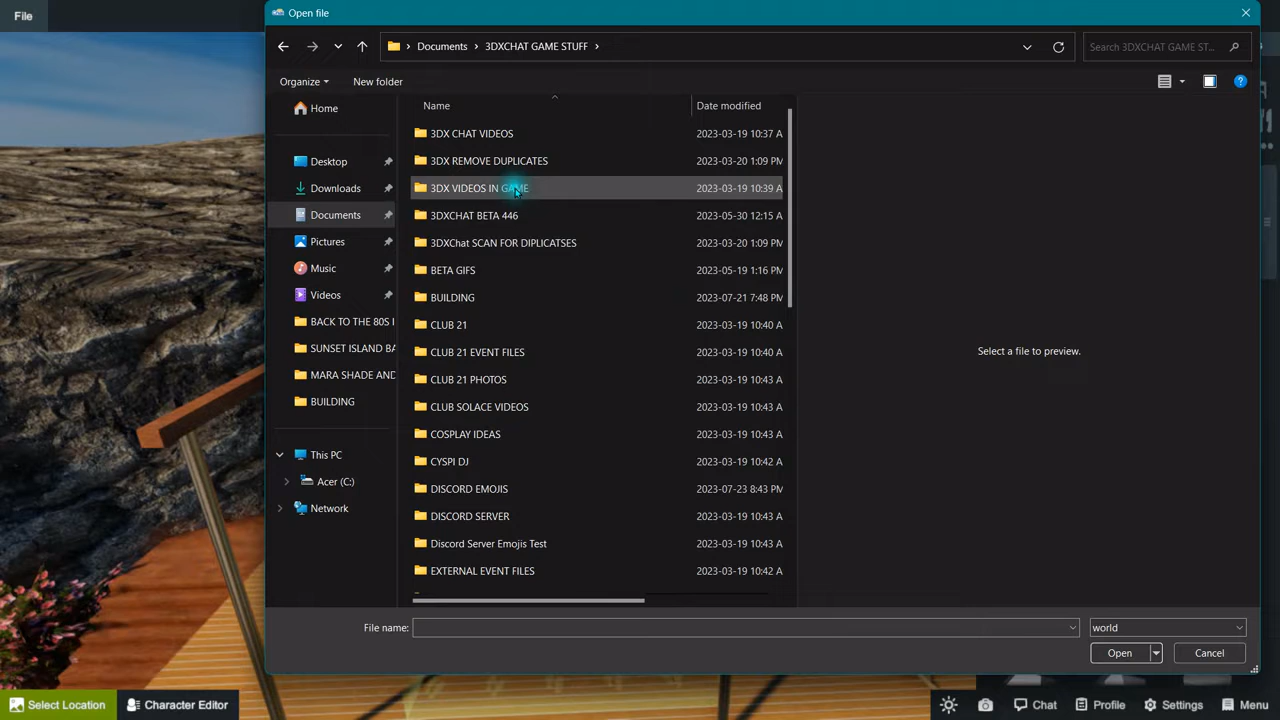 File
Open file
Documents
3DXCHAT GAME STUFF
Search 3DXCHAT GAME ST...
Organize
New folder
Name
Date modified
Home
Desktop
Downloads
Documents
Pictures
Music
Videos
BACK TO THE 80S I
SUNSET ISLAND BA
MARA SHADE AND
BUILDING
This PC
Acer (C:)
Network
3DX CHAT VIDEOS 2023-03-19 10:37 A
3DX REMOVE DUPLICATES 2023-03-20 1:09 PM
3DX VIDEOS IN GAME 2023-03-19 10:39 A
3DXCHAT BETA 446 2023-05-30 12:15 A
3DXChat SCAN FOR DIPLICATSES 2023-03-20 1:09 PM
BETA GIFS 2023-05-19 1:16 PM
BUILDING 2023-07-21 7:48 PM
CLUB 21 2023-03-19 10:40 A
CLUB 21 EVENT FILES 2023-03-19 10:40 A
CLUB 21 PHOTOS 2023-03-19 10:43 A
CLUB SOLACE VIDEOS 2023-03-19 10:43 A
COSPLAY IDEAS 2023-03-19 10:43 A
CYSPI DJ 2023-03-19 10:42 A
DISCORD EMOJIS 2023-07-23 8:43 PM
DISCORD SERVER 2023-03-19 10:43 A
Discord Server Emojis Test 2023-03-19 10:43 A
EXTERNAL EVENT FILES 2023-03-19 10:42 A
Select a file to preview.
File name:
world
Open
Cancel
Select Location
Character Editor
Chat
Profile
Settings
Menu